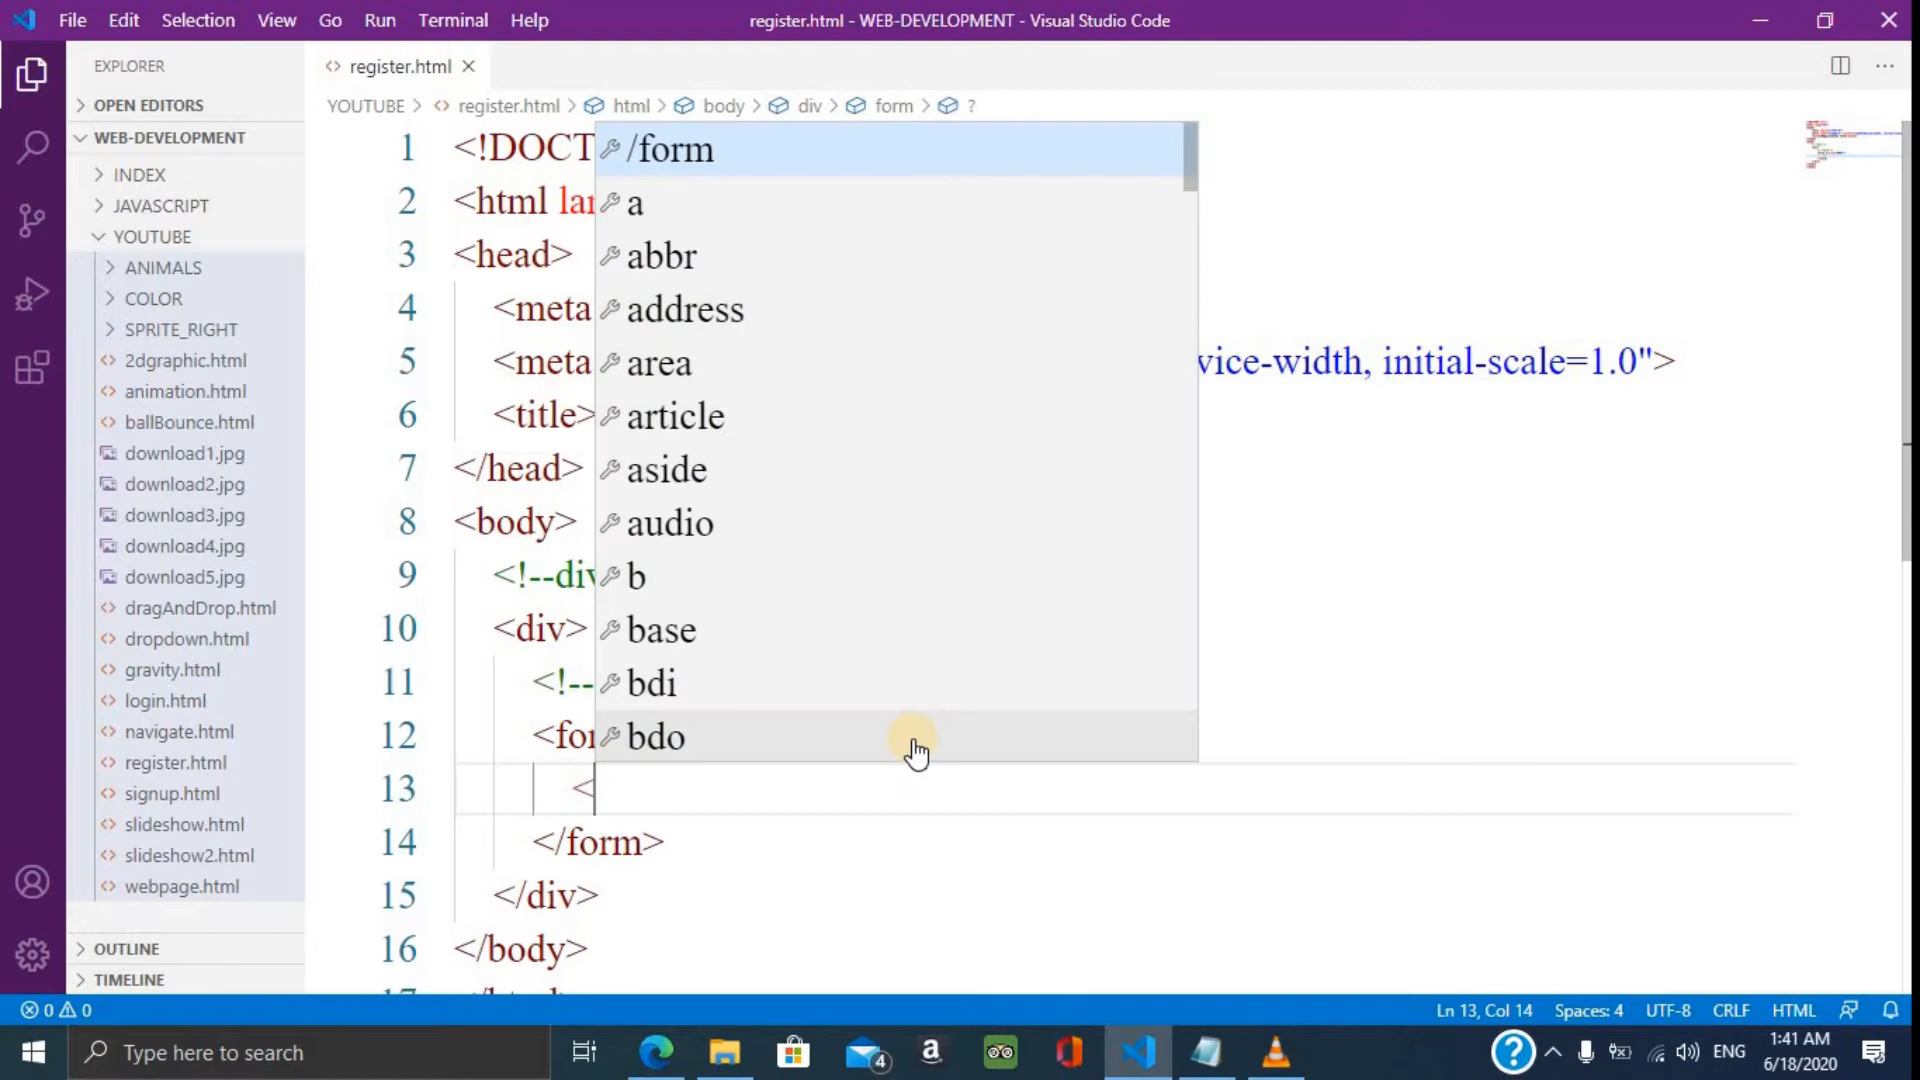 File Edit Selection View Go Run Terminal Help register.html - WEB-DEVELOPMENT - Visual Studio Code
EXPLORER
OPEN EDITORS
WEB-DEVELOPMENT
INDEX
JAVASCRIPT
YOUTUBE
ANIMALS
COLOR
SPRITE_RIGHT
2dgraphic.html
animation.html
ballBounce.html
download1.jpg
download2.jpg
download3.jpg
download4.jpg
download5.jpg
dragAndDrop.html
dropdown.html
gravity.html
login.html
navigate.html
register.html
signup.html
slideshow.html
slideshow2.html
webpage.html
OUTLINE
TIMELINE
register.html
YOUTUBE > register.html > html > body > div > form > ?
1 <!DOCT
2 <html lan
3 <head>
4 <meta
5 <meta vice-width, initial-scale=1.0">
6 <title>
7 </head>
8 <body>
9 <!--div
10 <div>
11 <!--
12 <for
13 <
14 </form>
15 </div>
16 </body>
/form
a
abbr
address
area
article
aside
audio
b
base
bdi
bdo
0 0 Ln 13, Col 14 Spaces: 4 UTF-8 CRLF HTML
Type here to search
4
a
ENG
1:41 AM
6/18/2020